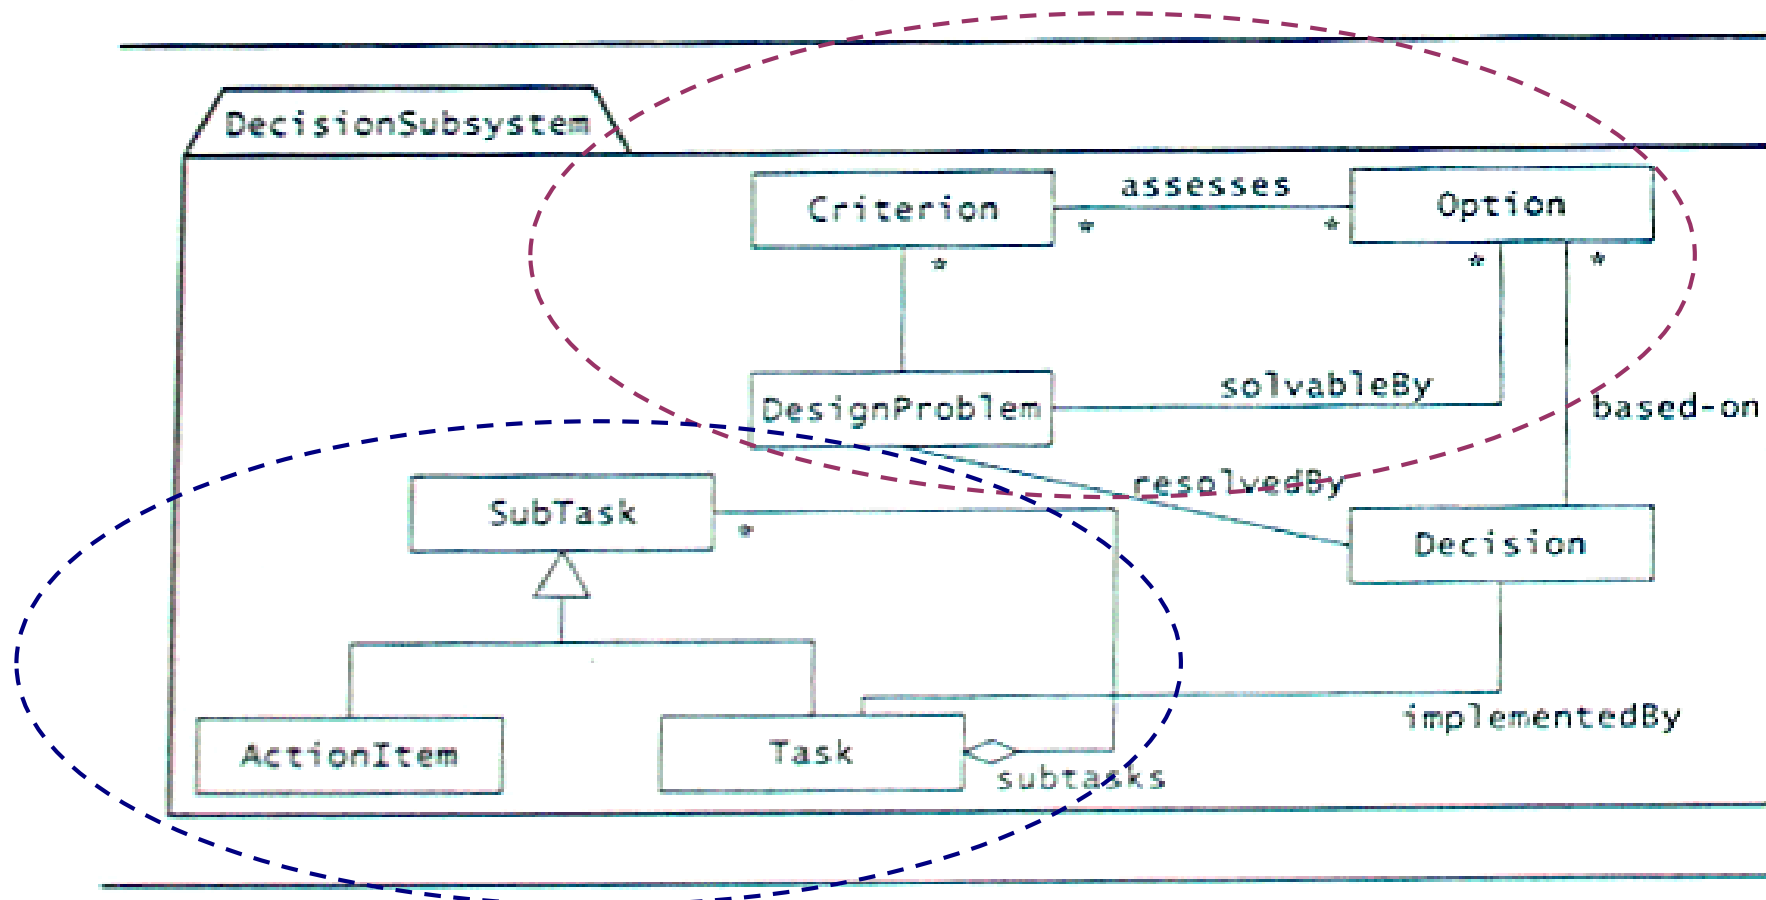 DecisionSubsystem
Criterion
assesses
Option
*
*
*
*
*
DesignProblem
solvableBy
based-on
resolvedBy
SubTask
*
Decision
implementedBy
ActionItem
Task
subtasks